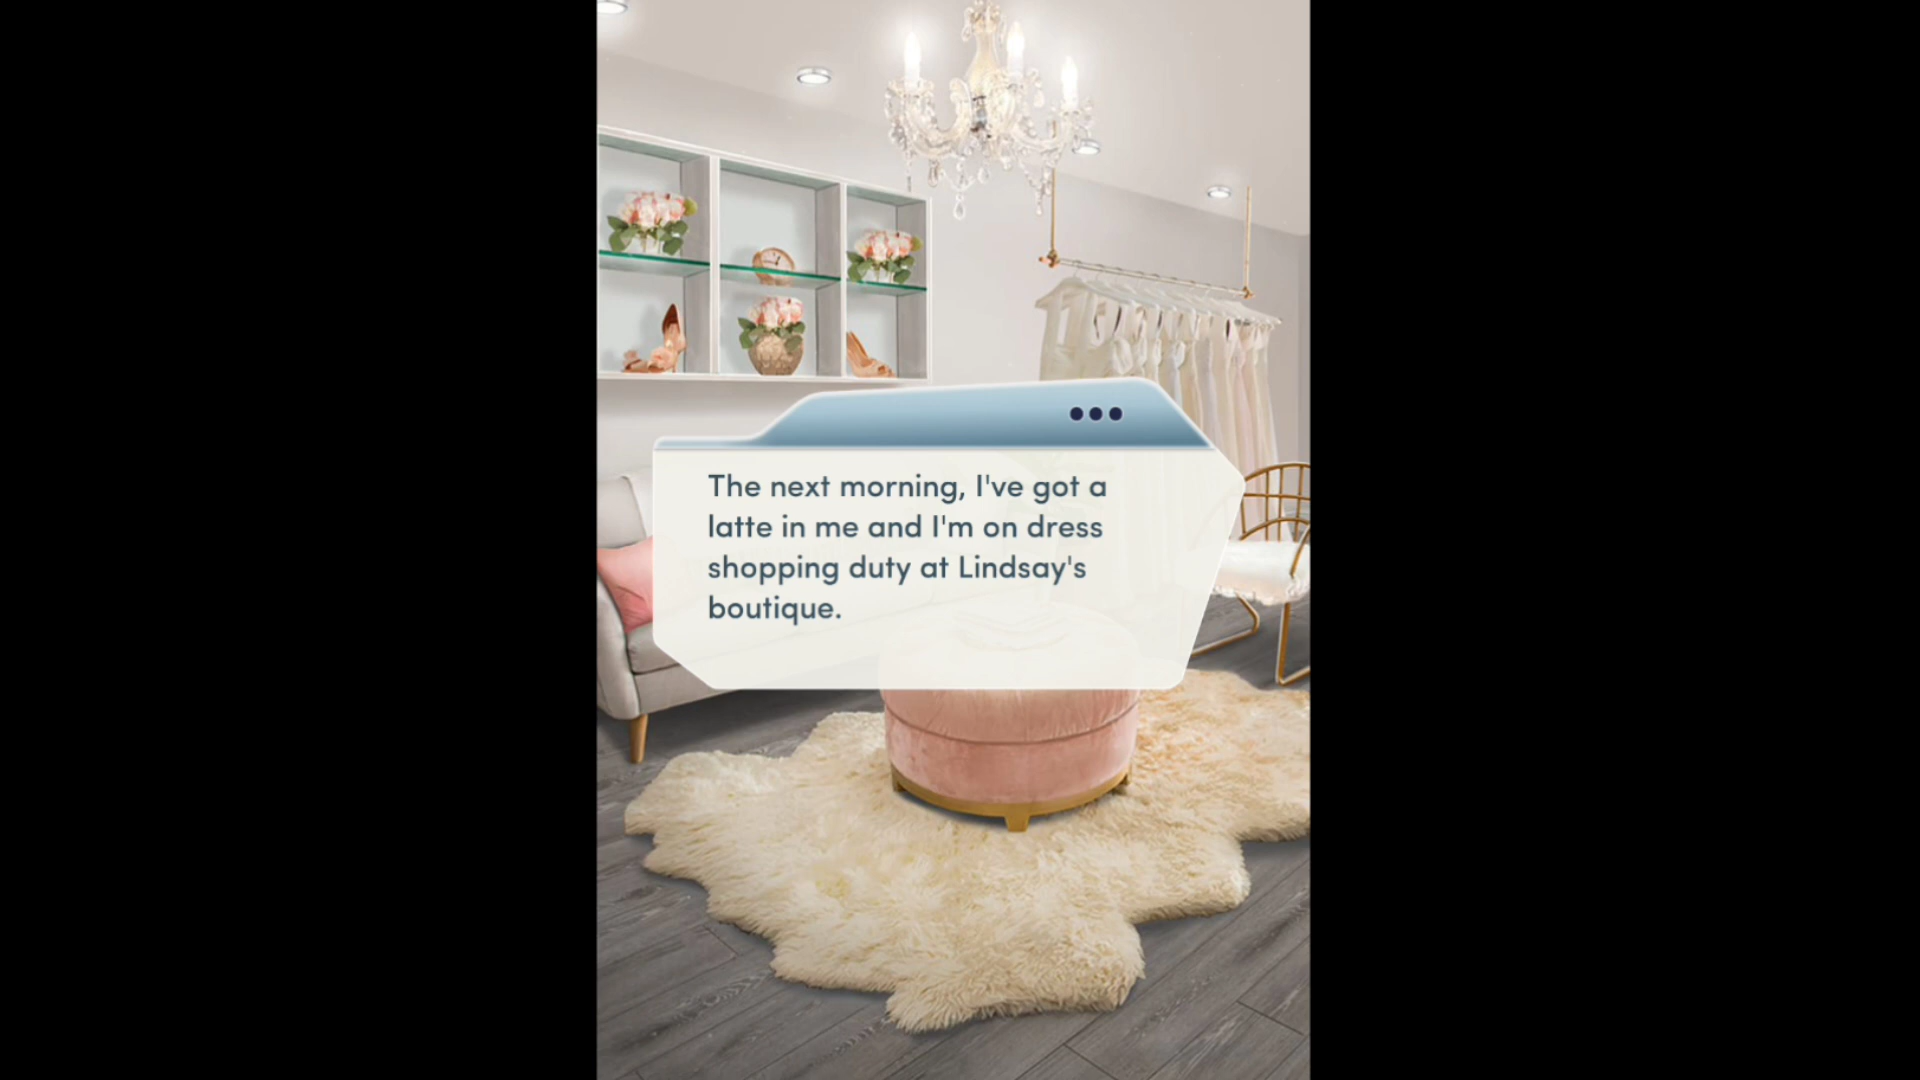 The next morning, I've got a
latte in me and I'm on dress
shopping duty at Lindsay's
boutique.